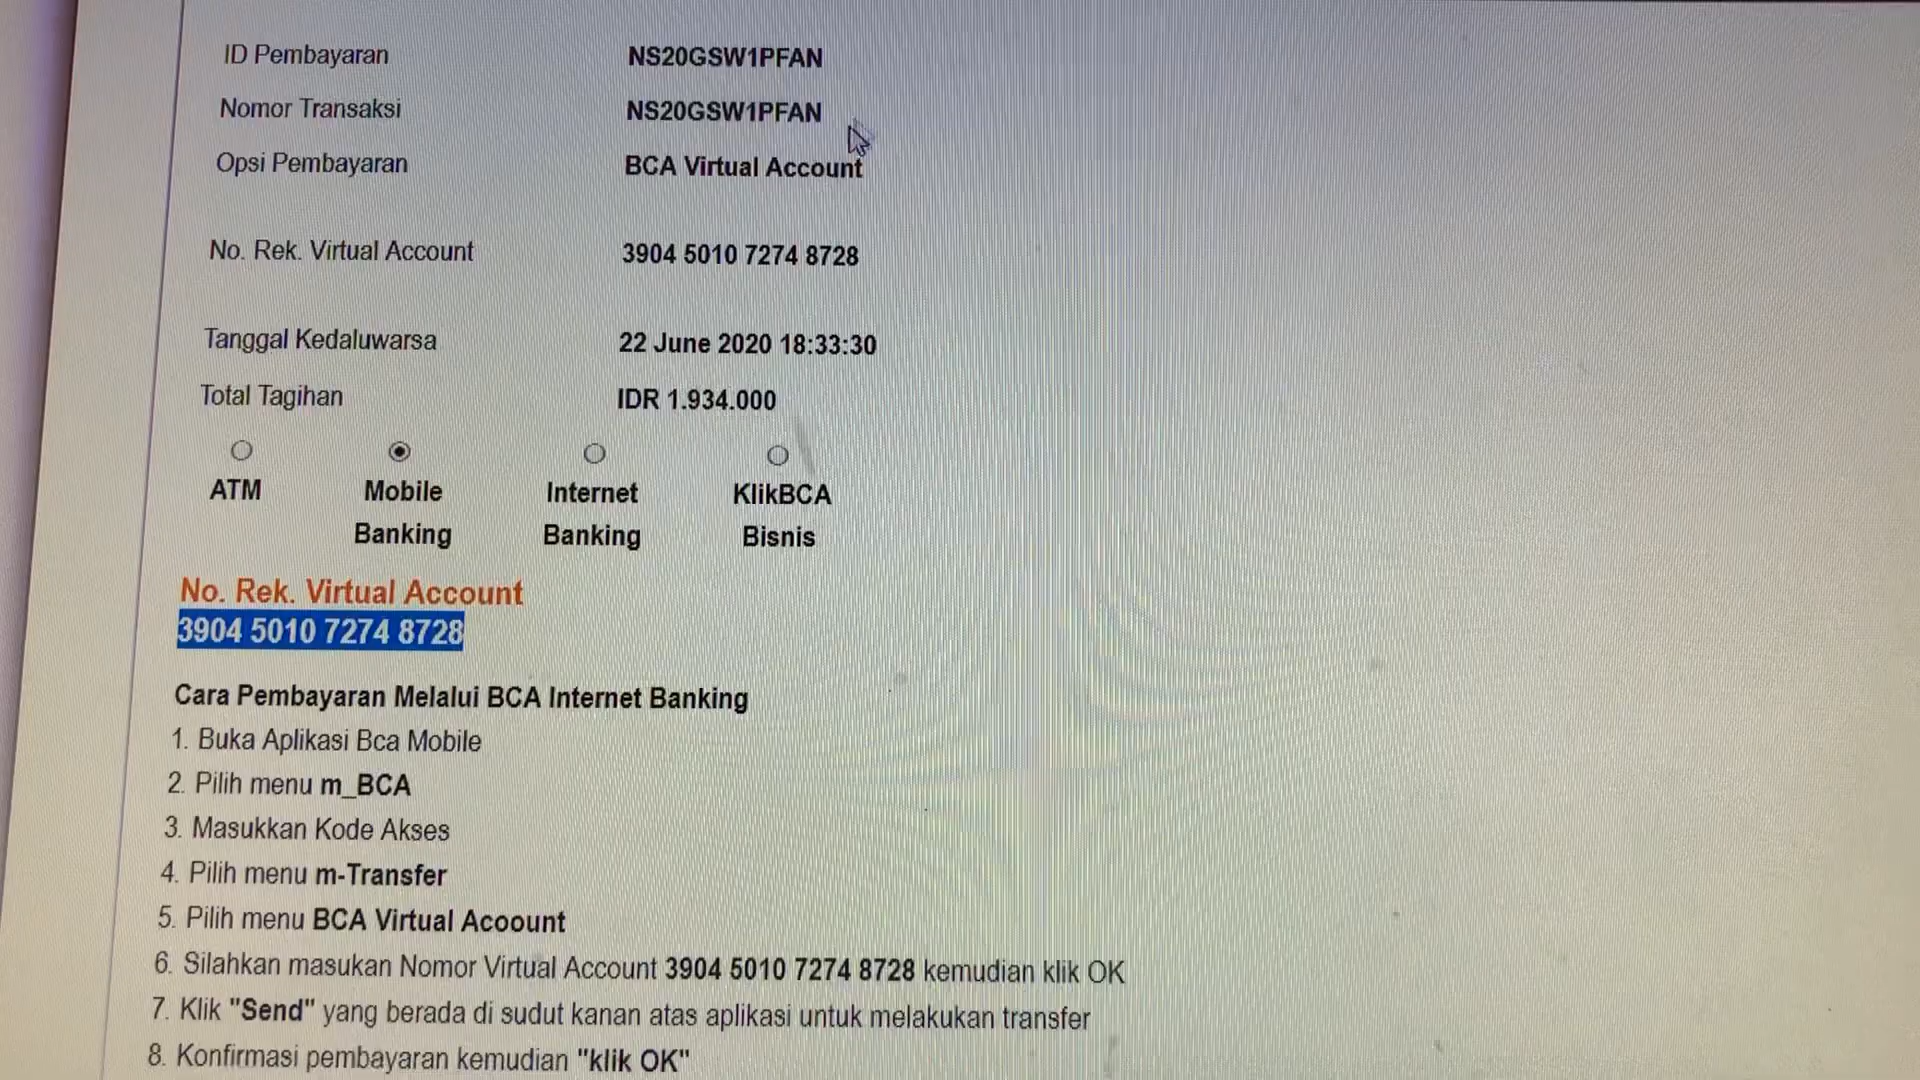 ID Pembayaran NS20GSW1PFAN
Nomor Transaksi NS20GSW1PFAN
Opsi Pembayaran BCA Virtual Account
No. Rek. Virtual Account 3904 5010 7274 8728
Tanggal Kedaluwarsa 22 June 2020 18:33:30
Total Tagihan IDR 1.934.000
ATM Mobile Internet KlikBCA
Banking Banking Bisnis
No. Rek. Virtual Account
3904 5010 7274 8728
Cara Pembayaran Melalui BCA Internet Banking
1. Buka Aplikasi Bca Mobile
2. Pilih menu m_BCA
3. Masukkan Kode Akses
4. Pilih menu m-Transfer
5. Pilih menu BCA Virtual Acoount
6. Silahkan masukan Nomor Virtual Account 3904 5010 7274 8728 kemudian klik OK
7. Klik "Send" yang berada di sudut kanan atas aplikasi untuk melakukan transfer
8. Konfirmasi pembayaran kemudian "klik OK"